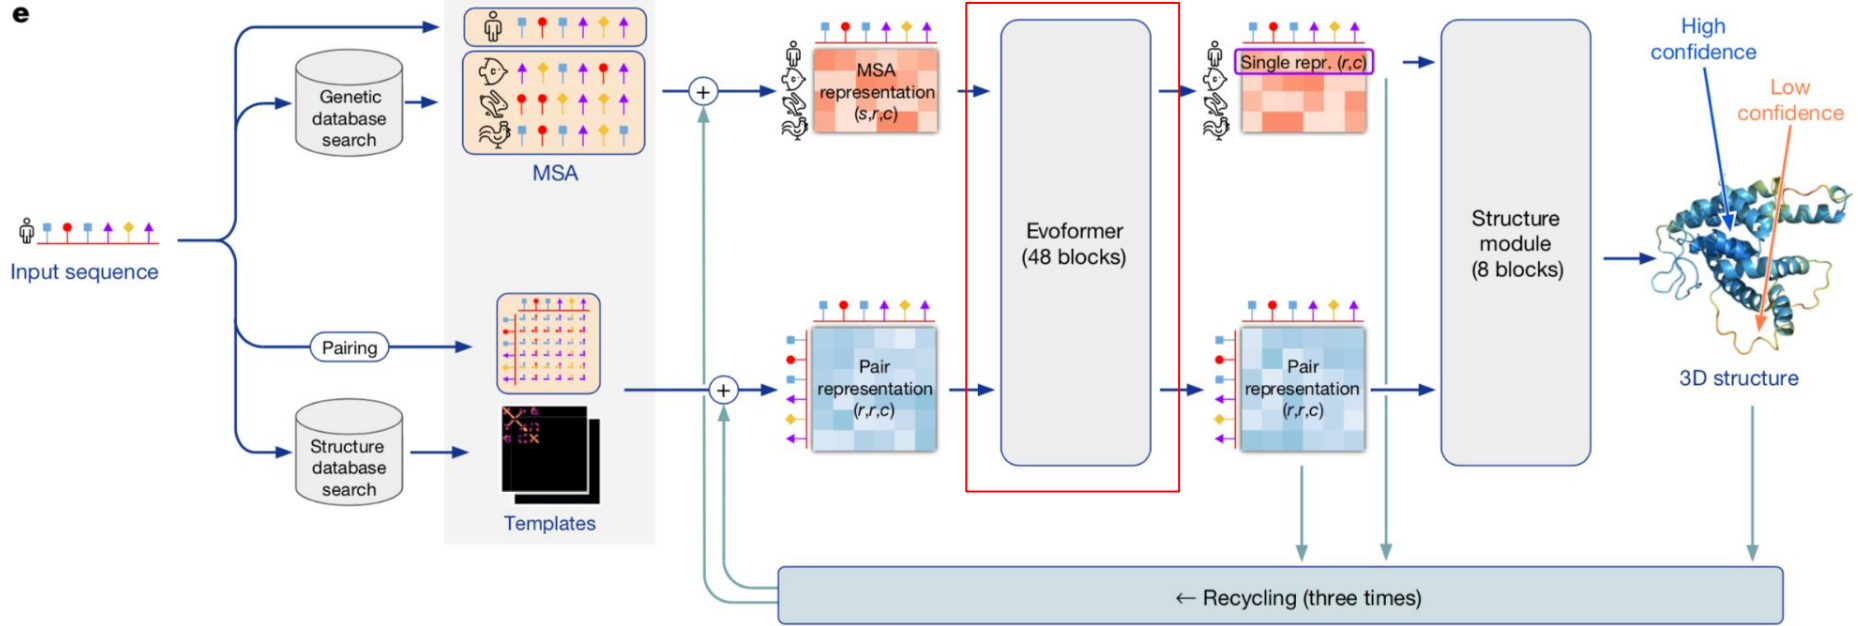 e
Input sequence
Genetic
database
search
MSA
Pairing
Structure
database
search
Templates
+
+
MSA
representation
(s,r,c)
Pair
representation
(r,r,c)
Evoformer
(48 blocks)
Single repr. (r,c)
Pair
representation
(r,r,c)
Structure
module
(8 blocks)
High
confidence
Low
confidence
3D structure
← Recycling (three times)